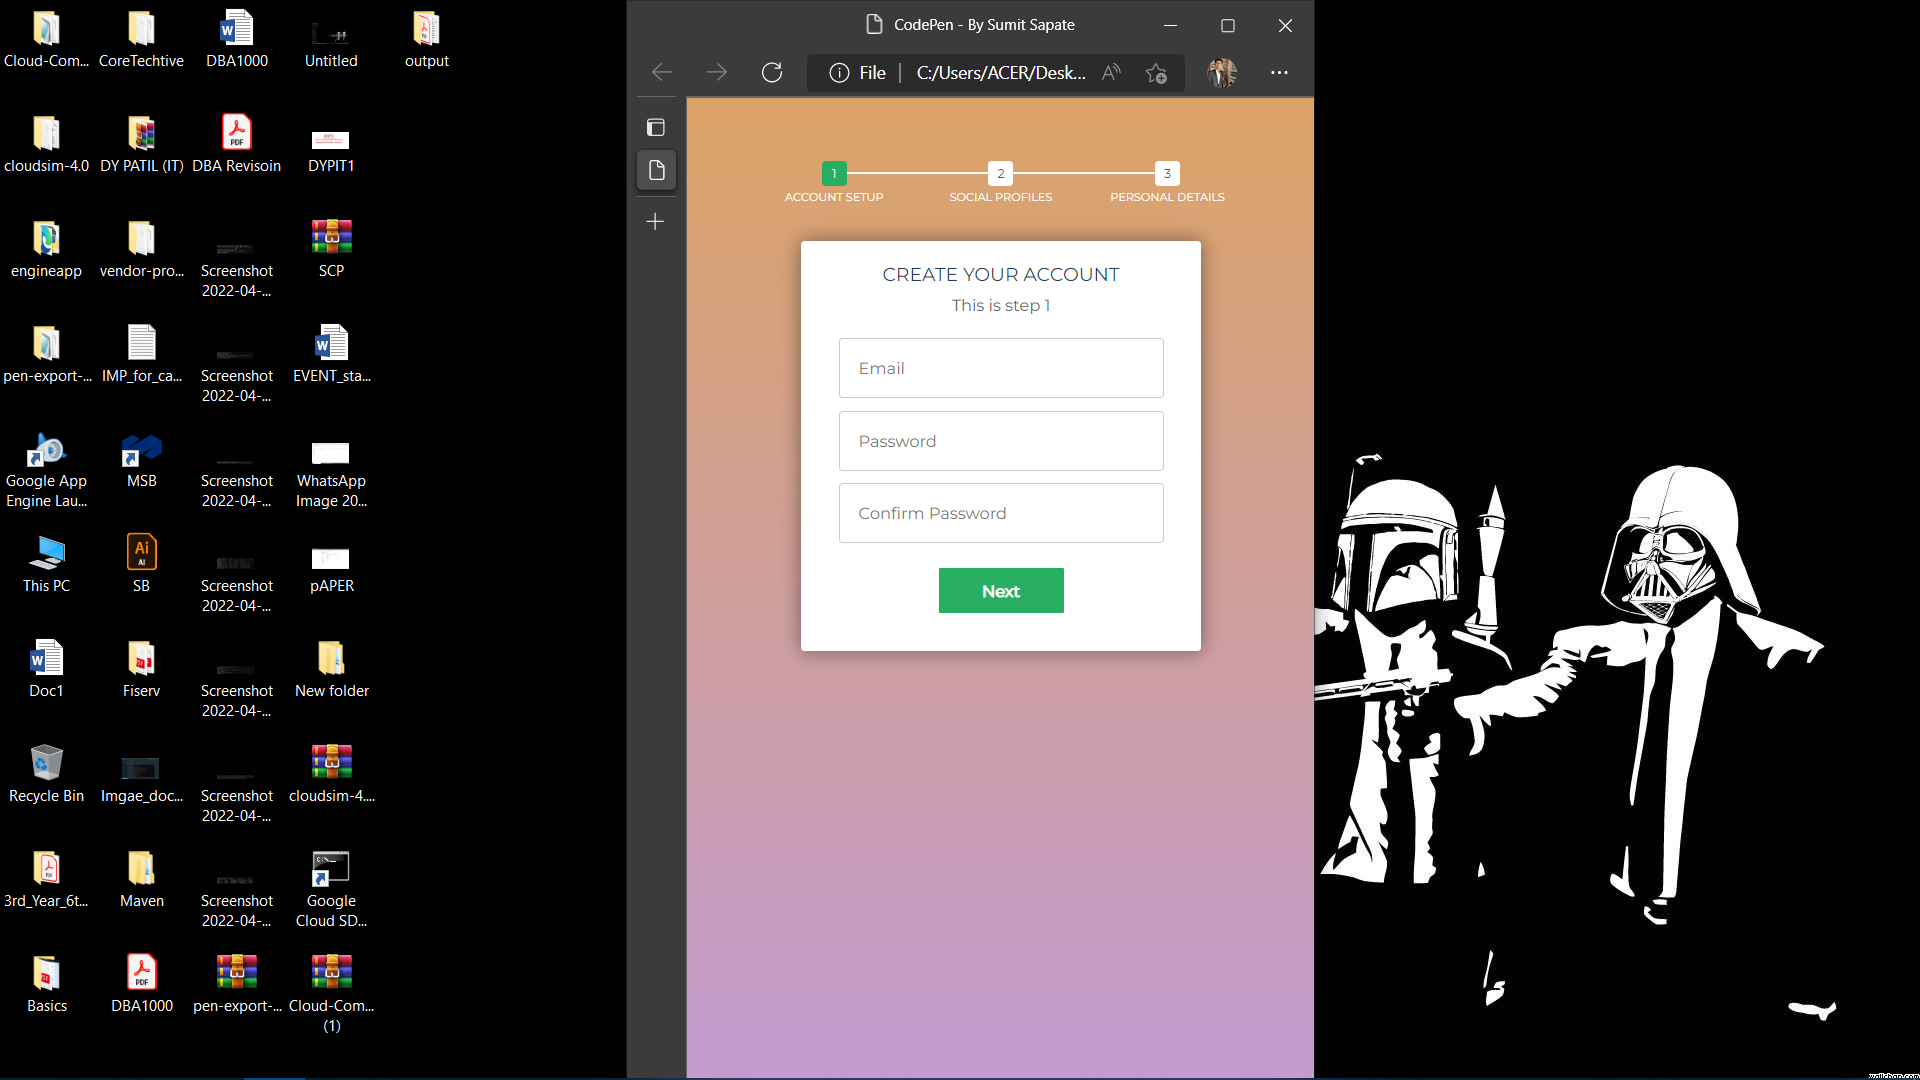 Cloud-Com...
CoreTechtive
DBA1000
Untitled
output
cloudsim-4.0
DY PATIL (IT)
DBA Revisoin
DYPIT1
engineapp
vendor-pro...
Screenshot
2022-04-...
SCP
pen-export-...
IMP_for_ca...
Screenshot
2022-04-...
EVENT_sta...
Google App
Engine Lau...
MSB
Screenshot
2022-04-...
WhatsApp
Image 20...
This PC
Ai
AI
SB
Screenshot
2022-04-...
pAPER
Doc1
Fiserv
Screenshot
2022-04-...
New folder
Recycle Bin
Imgae_doc...
Screenshot
2022-04-...
cloudsim-4....
3rd_Year_6t...
Maven
Screenshot
2022-04-...
Google
Cloud SD...
Basics
PDF
DBA1000
pen-export-...
Cloud-Com...
(1)
CodePen - By Sumit Sapate
File
C:/Users/ACER/Desk...
1
2
3
ACCOUNT SETUP
SOCIAL PROFILES
PERSONAL DETAILS
CREATE YOUR ACCOUNT
This is step 1
Email
Password
Confirm Password
Next